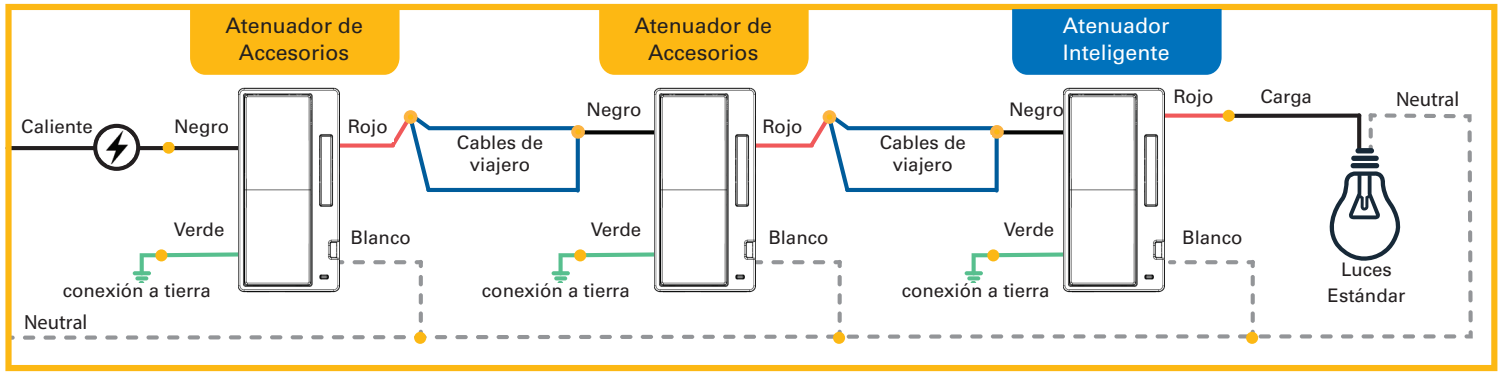 Atenuador de
Accesorios
Atenuador de
Accesorios
Atenuador
Inteligente
Caliente
Negro
Rojo
Cables de
viajero
Negro
Rojo
Cables de
viajero
Negro
Rojo
Carga
Neutral
Verde
conexión a tierra
Blanco
Verde
conexión a tierra
Blanco
Verde
conexión a tierra
Blanco
Luces
Estándar
Neutral